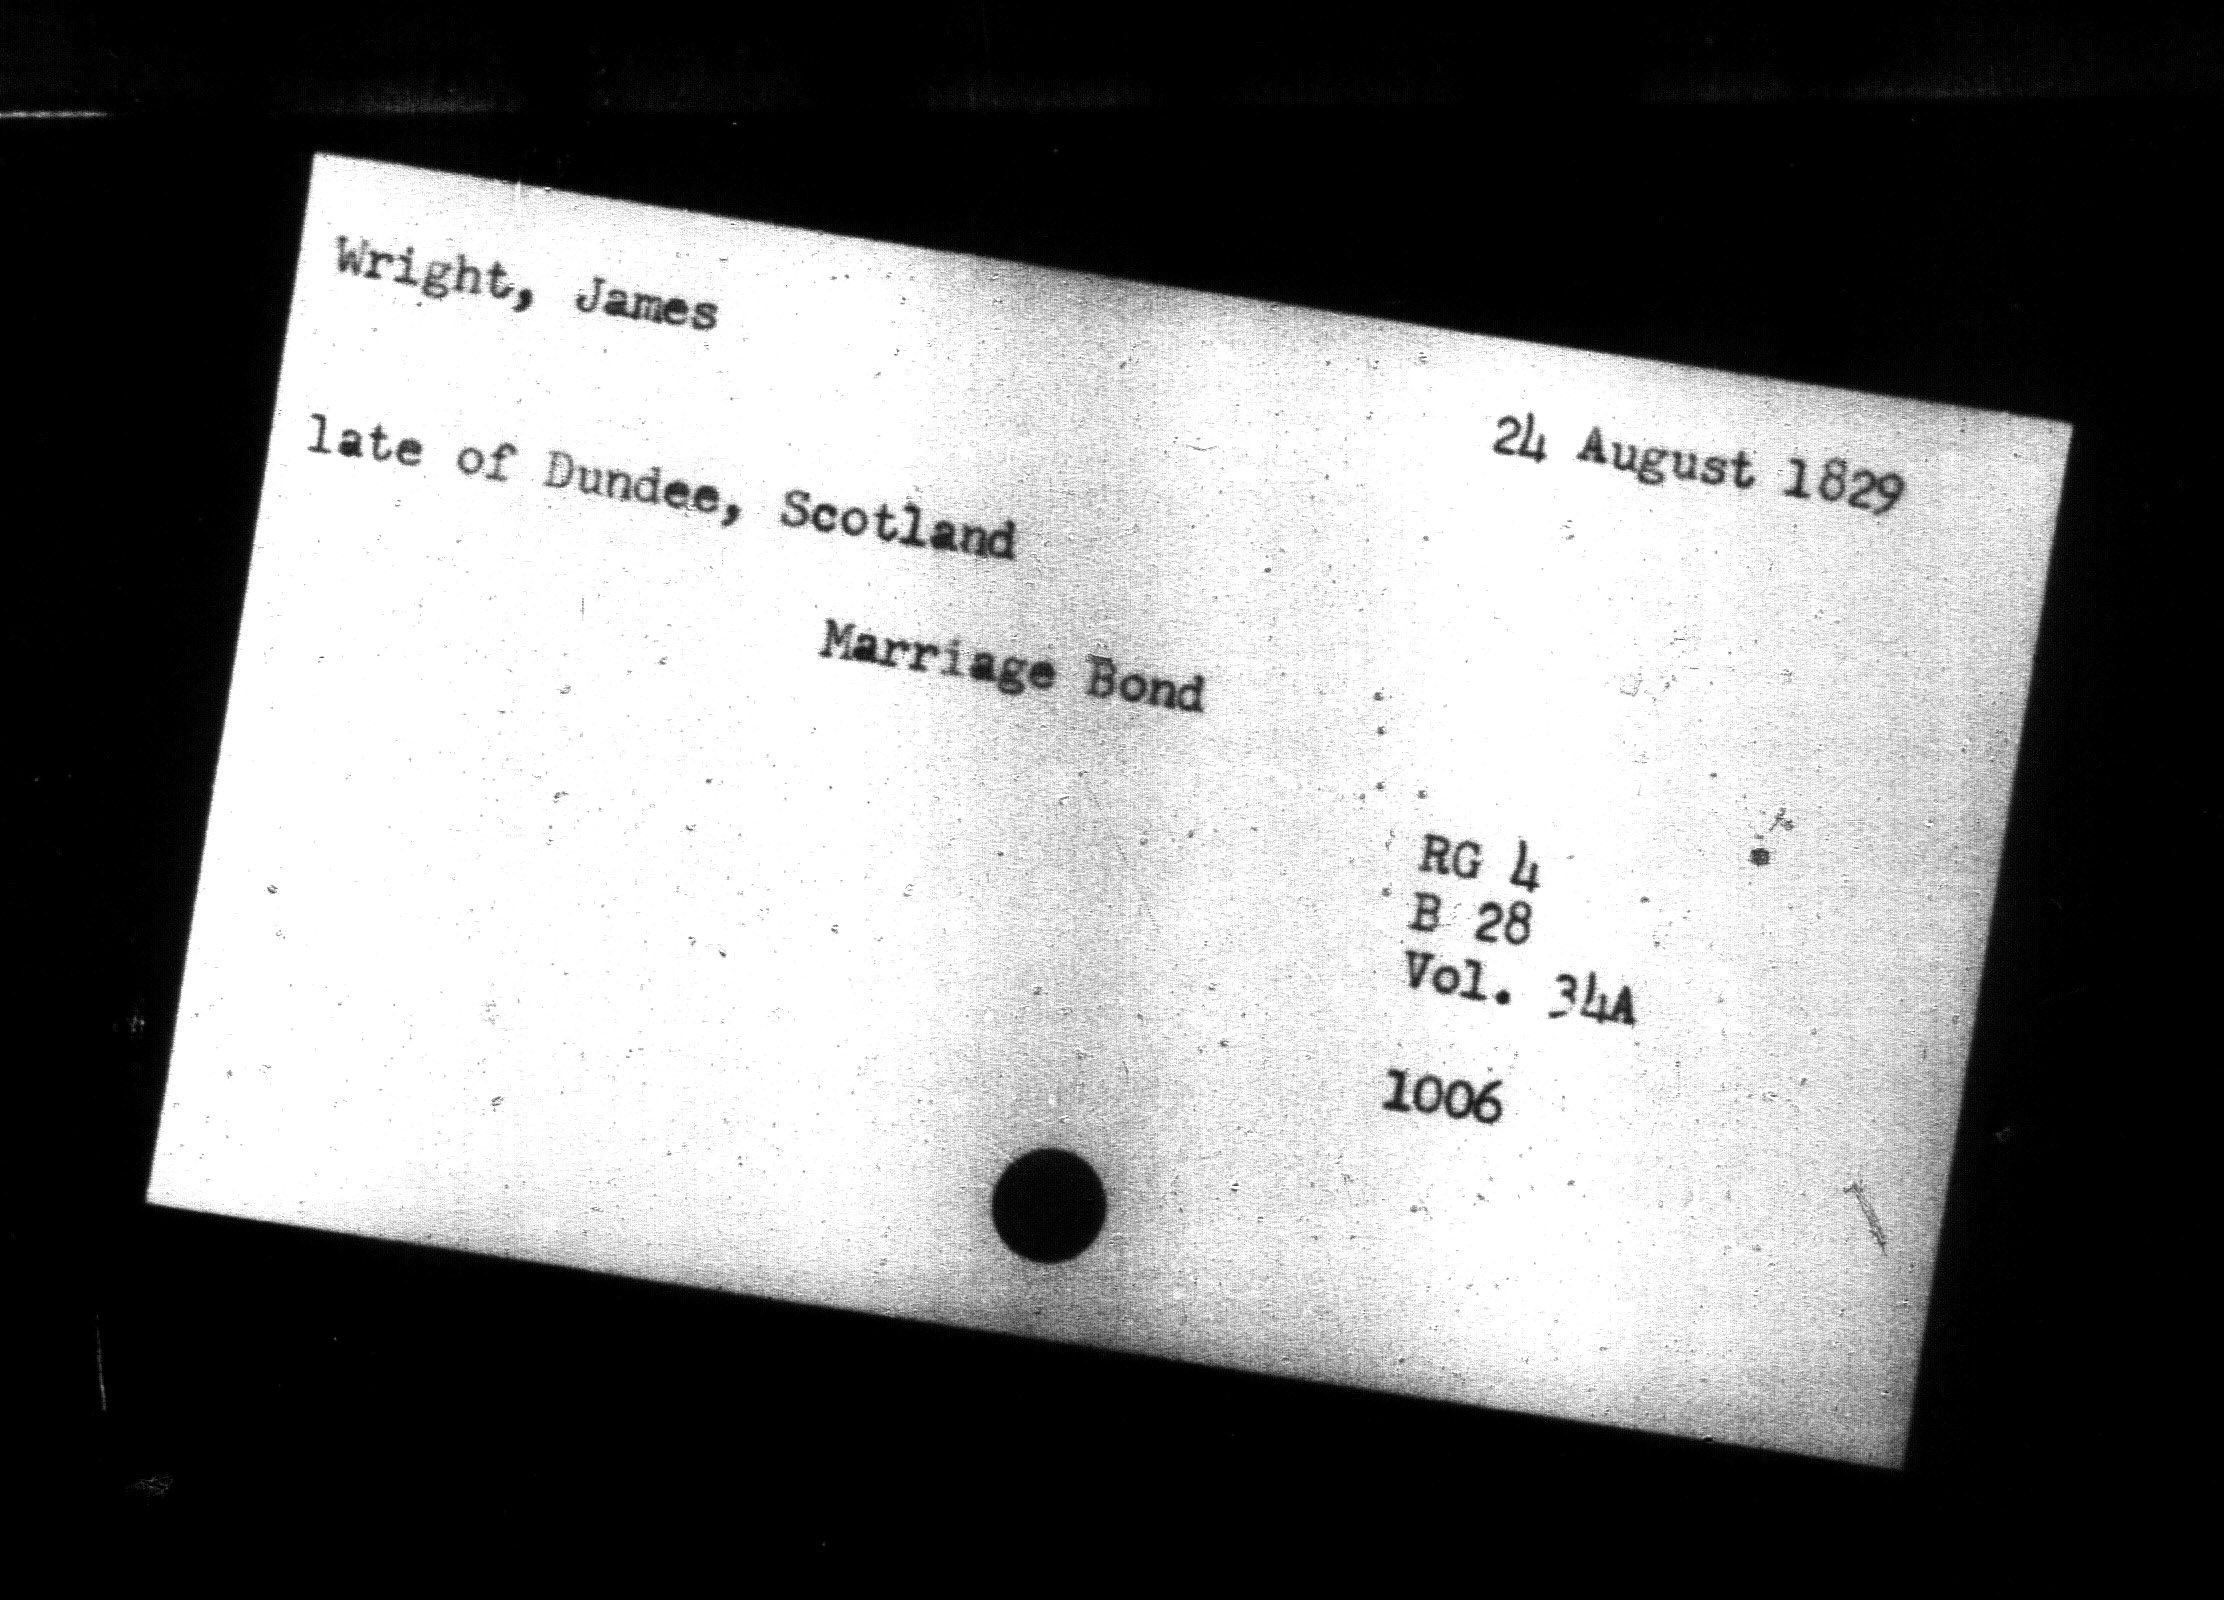 Wright, James
24 August 1829
late of Dundee, Scotland
Marriage Bond
RG 4
B 28
Vol. 34A
1006